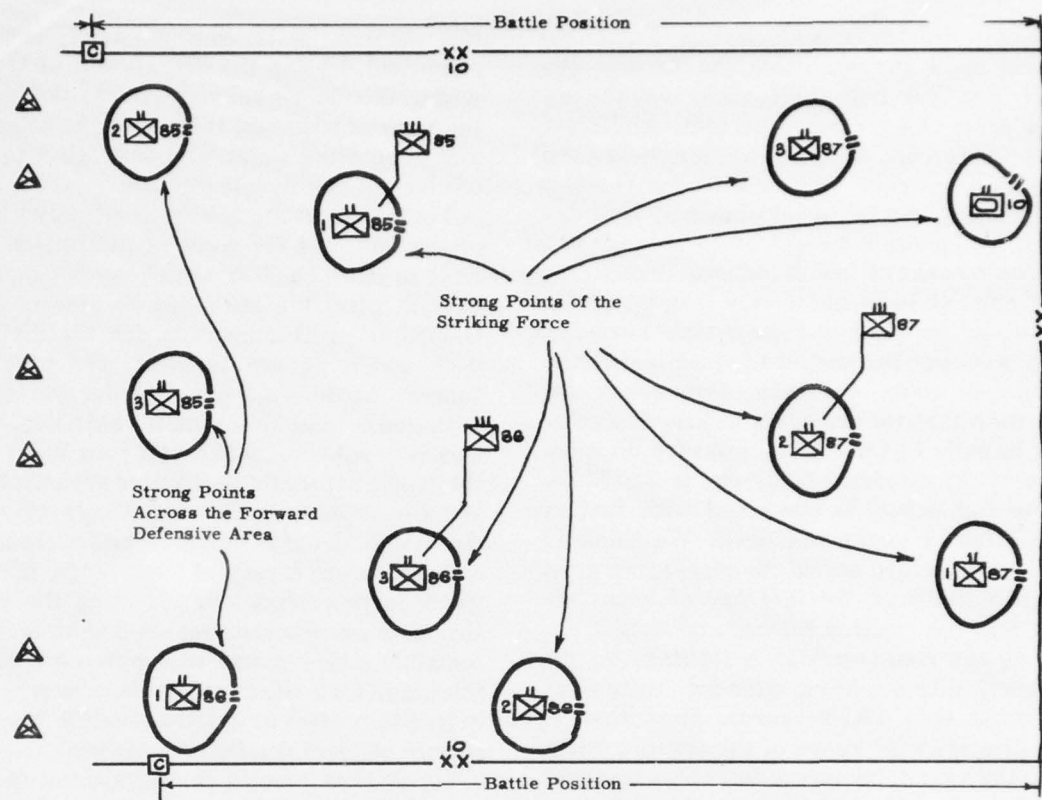 Battle Position
C
XX
10
2 85
85
3 87
1 85
10
Strong Points of the
Striking Force
87
XX
3 85
2 87
86
Strong Points
Across the Forward
Defensive Area
3 86
1 87
1 86
2 86
10
XX
C
Battle Position